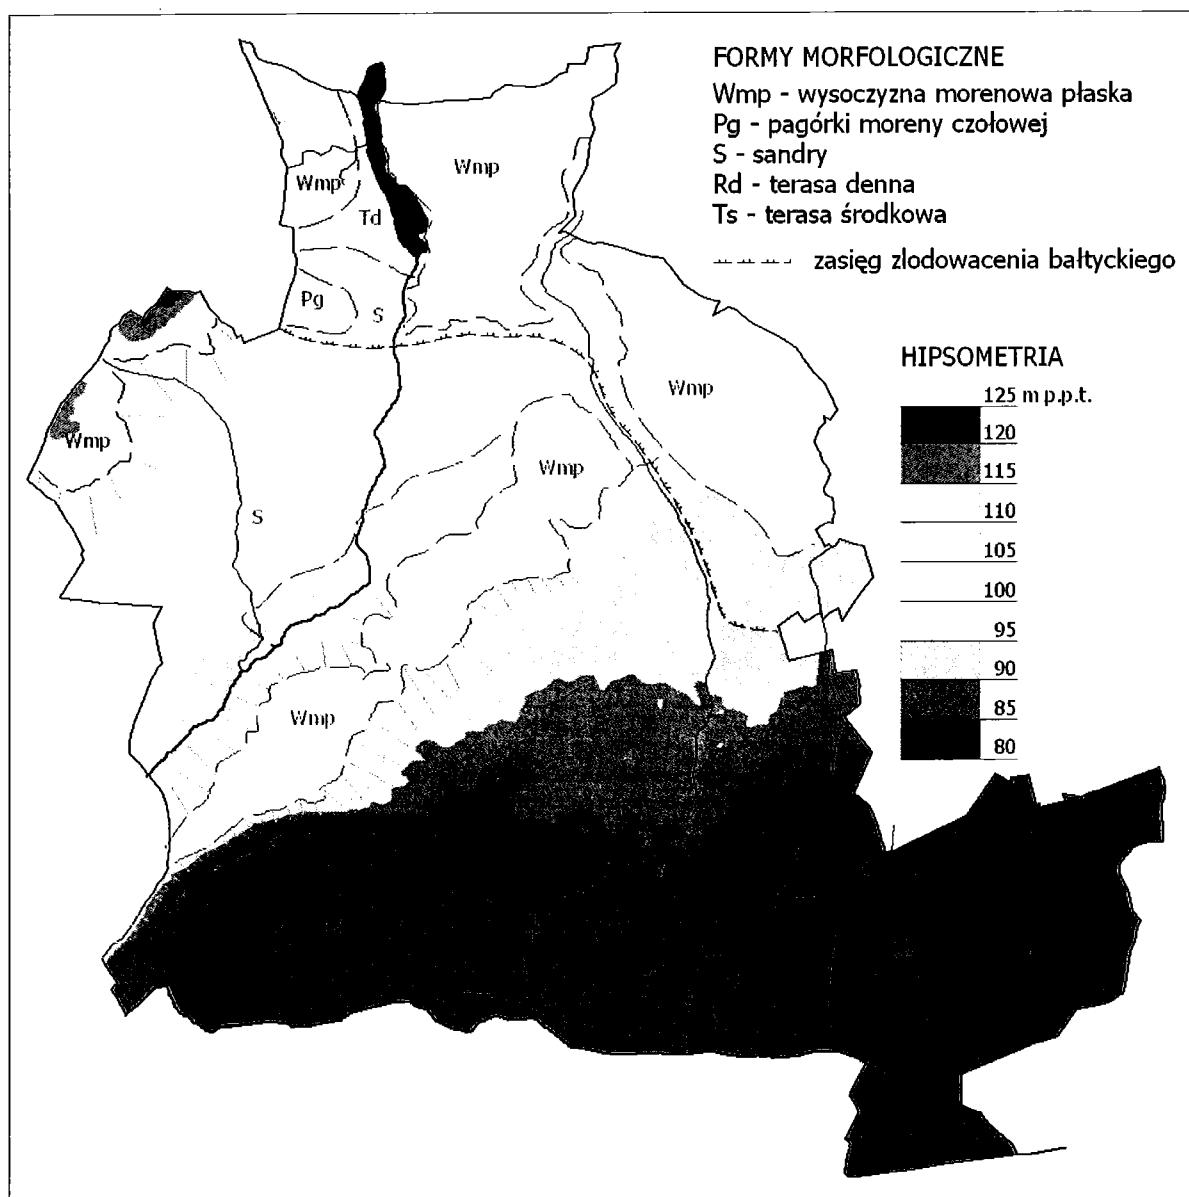 FORMY MORFOLOGICZNE
Wmp - wysoczyzna morenowa płaska
Pg - pagórki moreny czołowej
S - sandry
Rd - terasa denna
Ts - terasa środkowa
zasięg zlodowacenia bałtyckiego
Wmp
Wmp
Td
Pg
S
HIPSOMETRIA
125 m p.p.t.
120
115
110
105
100
95
90
85
80
Wmp
Wmp
Wmp
S
Wmp